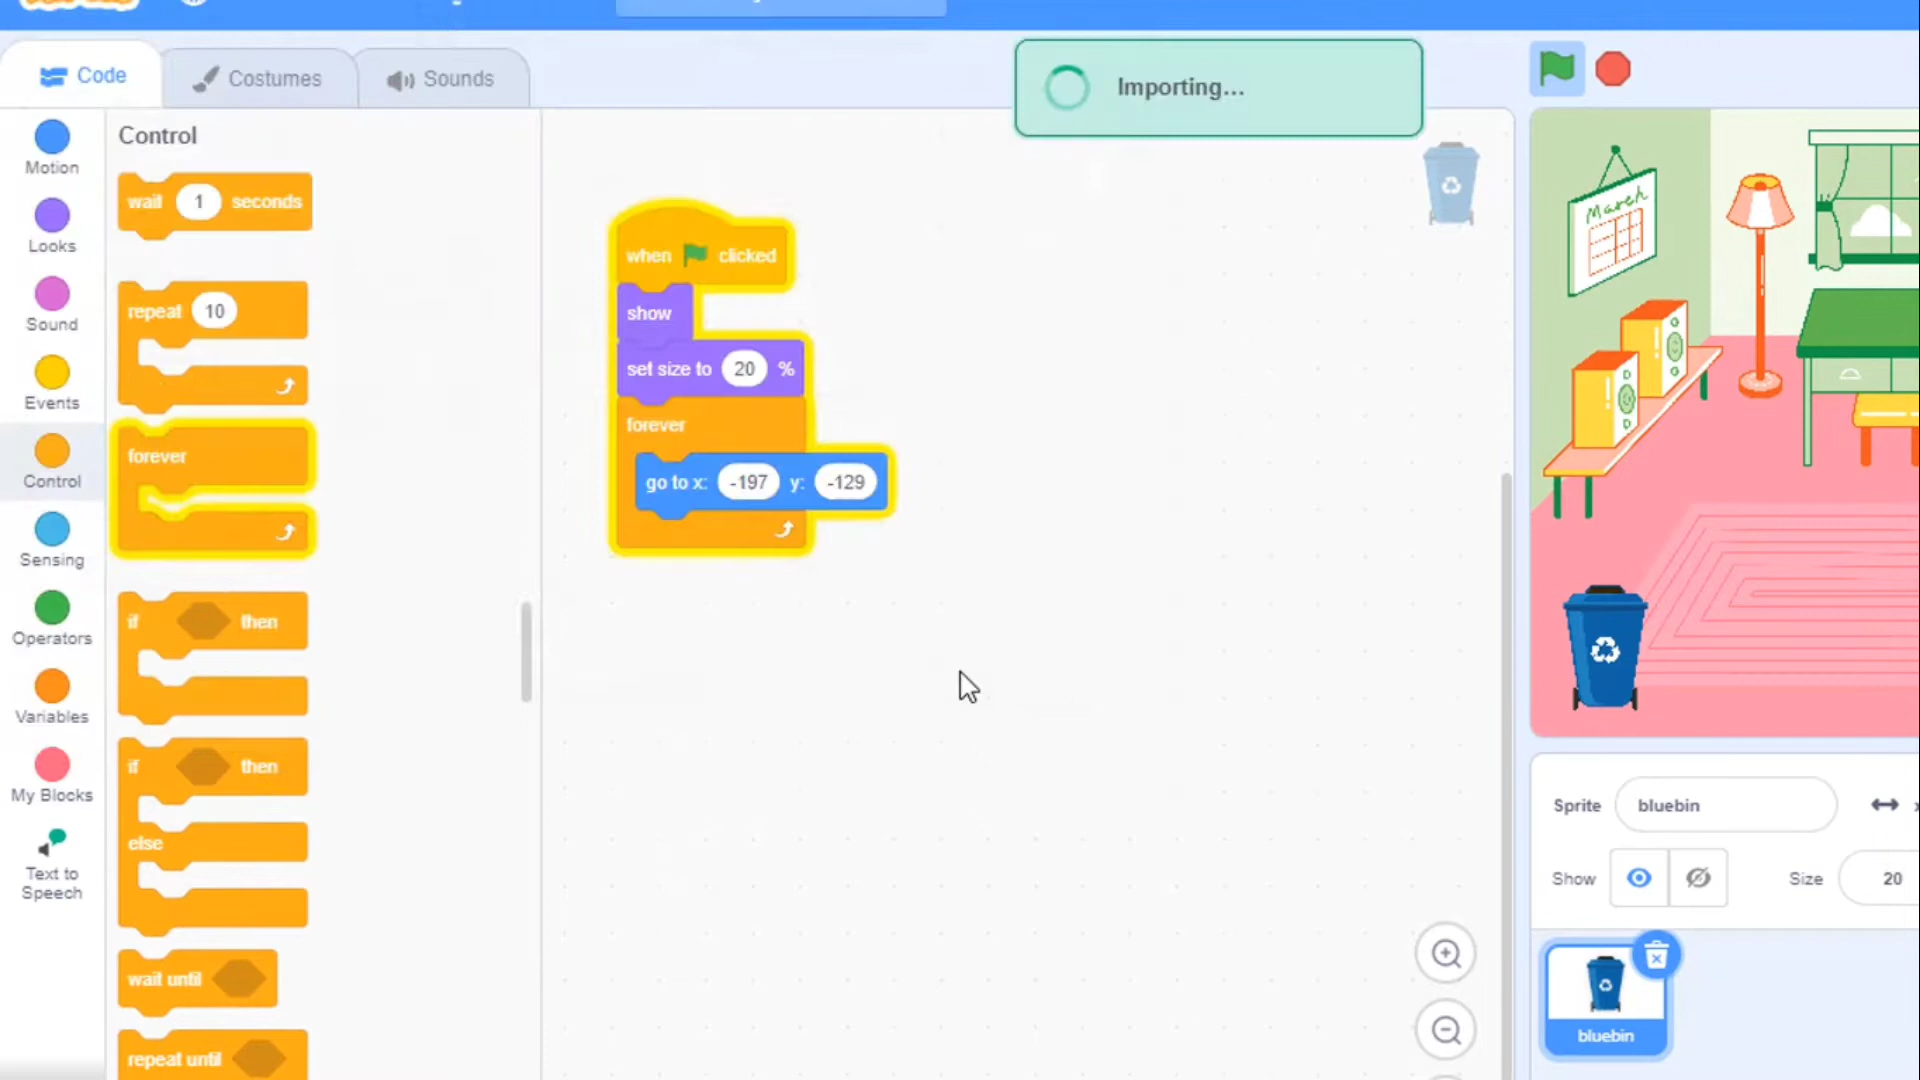 Code
Costumes
Sounds
Importing...
Motion
Looks
Sound
Events
Control
Sensing
Operators
Variables
My Blocks
Text to
Speech
Control
wait 1 seconds
repeat 10
forever
if then
if then
else
wait until
repeat until
when clicked
show
set size to 20 %
forever
go to x: -197 y: -129
March
Sprite bluebin
Show Size 20
bluebin